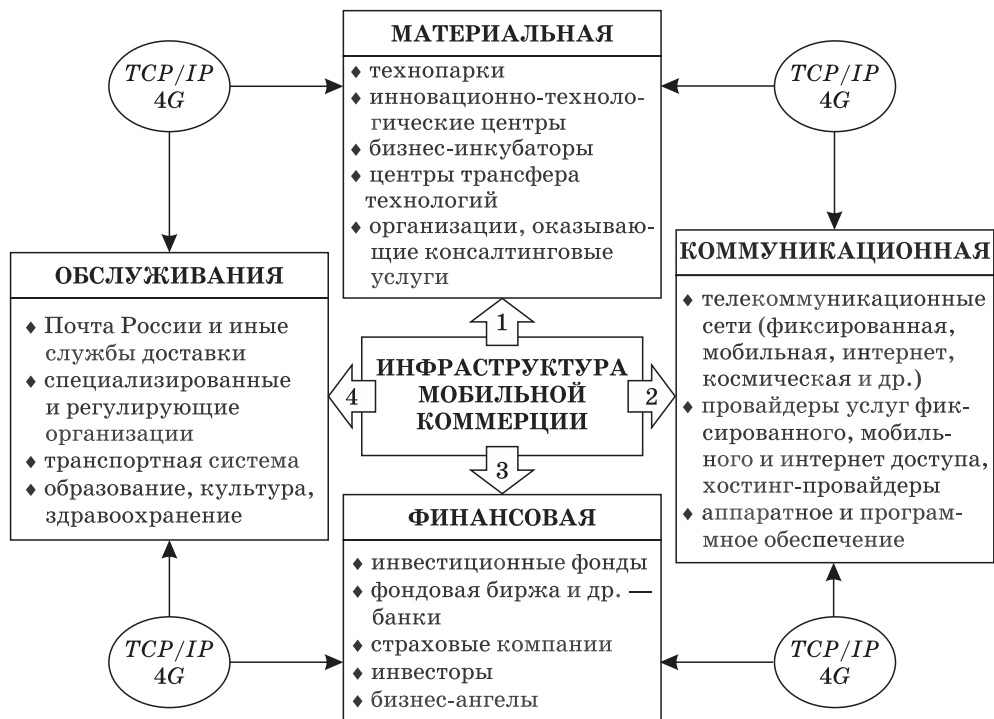 TCP/IP
4G
МАТЕРИАЛЬНАЯ
♦ технопарки
♦ инновационно-техноло-
гические центры
♦ бизнес-инкубаторы
♦ центры трансфера
технологий
♦ организации, оказываю-
щие консалтинговые
услуги
TCP/IP
4G
ОБСЛУЖИВАНИЯ
♦ Почта России и иные
службы доставки
♦ специализированные
и регулирующие
организации
♦ транспортная система
♦ образование, культура,
здравоохранение
1
4
ИНФРАСТРУКТУРА
МОБИЛЬНОЙ
КОММЕРЦИИ
2
3
КОММУНИКАЦИОННАЯ
♦ телекоммуникационные
сети (фиксированная,
мобильная, интернет,
космическая и др.)
♦ провайдеры услуг фик-
сированного, мобиль-
ного и интернет доступа,
хостинг-провайдеры
♦ аппаратное и програм-
мное обеспечение
TCP/IP
4G
ФИНАНСОВАЯ
♦ инвестиционные фонды
♦ фондовая биржа и др. —
банки
♦ страховые компании
♦ инвесторы
♦ бизнес-ангелы
TCP/IP
4G